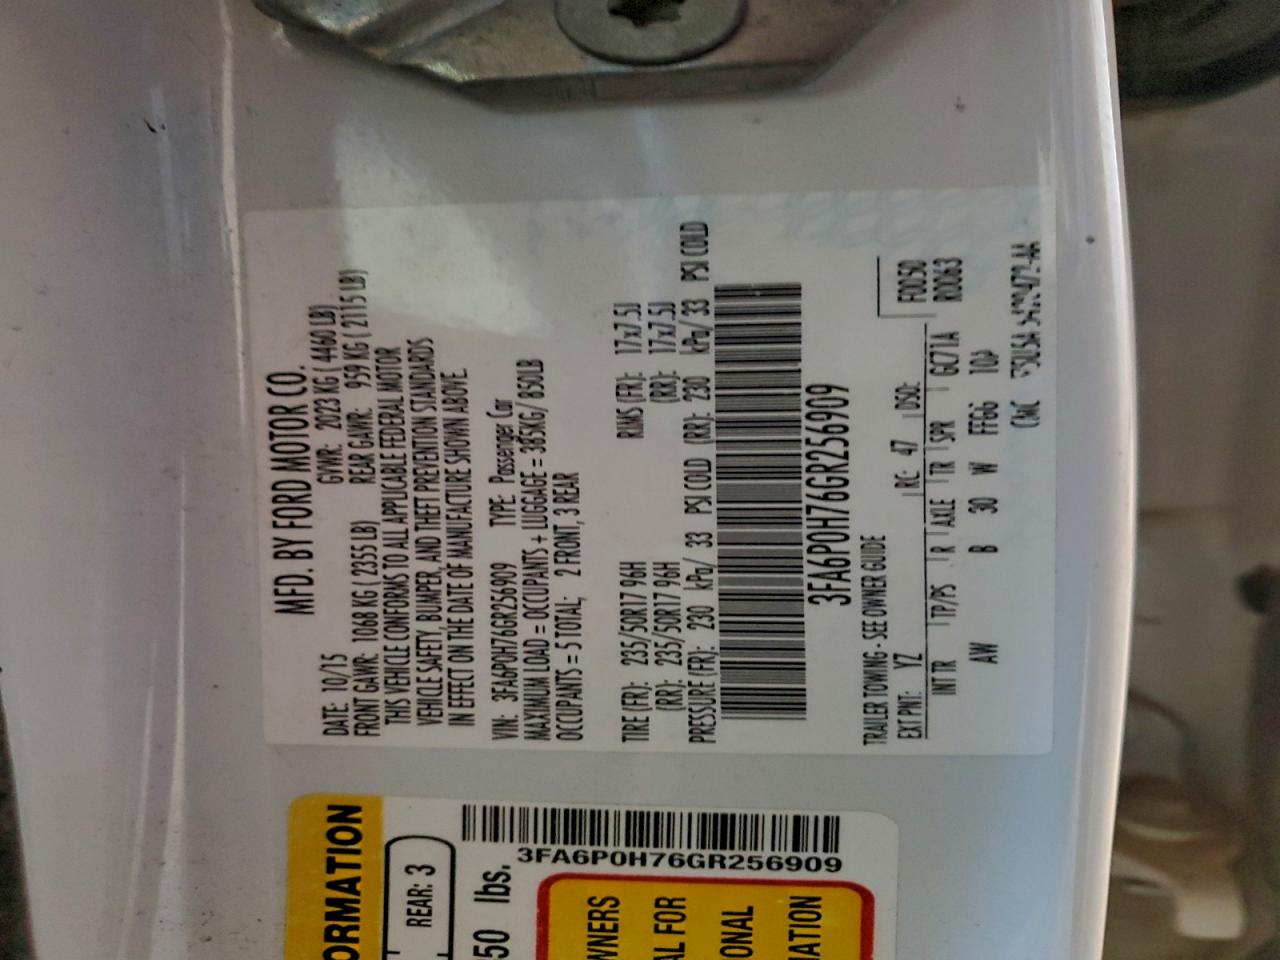 MFD. BY FORD MOTOR CO.
DATE: 10/15 GVWR: 2023 KG ( 4460 LB)
FRONT GAWR: 1068 KG ( 2355 LB) REAR GAWR: 959 KG ( 2115 LB)
THIS VEHICLE CONFORMS TO ALL APPLICABLE FEDERAL MOTOR
VEHICLE SAFETY, BUMPER, AND THEFT PREVENTION STANDARDS
IN EFFECT ON THE DATE OF MANUFACTURE SHOWN ABOVE.
VIN: 3FA6P0H76GR256909 TYPE: Passenger Car
MAXIMUM LOAD = OCCUPANTS + LUGGAGE = 385KG/ 850LB
OCCUPANTS = 5 TOTAL; 2 FRONT, 3 REAR
TIRE (FR): 235/50R17 96H RIMS (FR): 17x7.5J
(RR): 235/50R17 96H (RR): 17x7.5J
PRESSURE (FR): 230 kPa/ 33 PSI COLD (RR): 230 kPa/ 33 PSI COLD
3FA6P0H76GR256909
TRAILER TOWING - SEE OWNER GUIDE
EXT PNT: YZ RC: 47 DSO: F0050
INT TR TP/PS R AXLE TR SPR GC71A R0063
AW B 30 W FFGG
CWC
ORMATION
REAR: 3
50 lbs.
3FA6P0H76GR256909
WNERS
AL FOR
ONAL
MATION